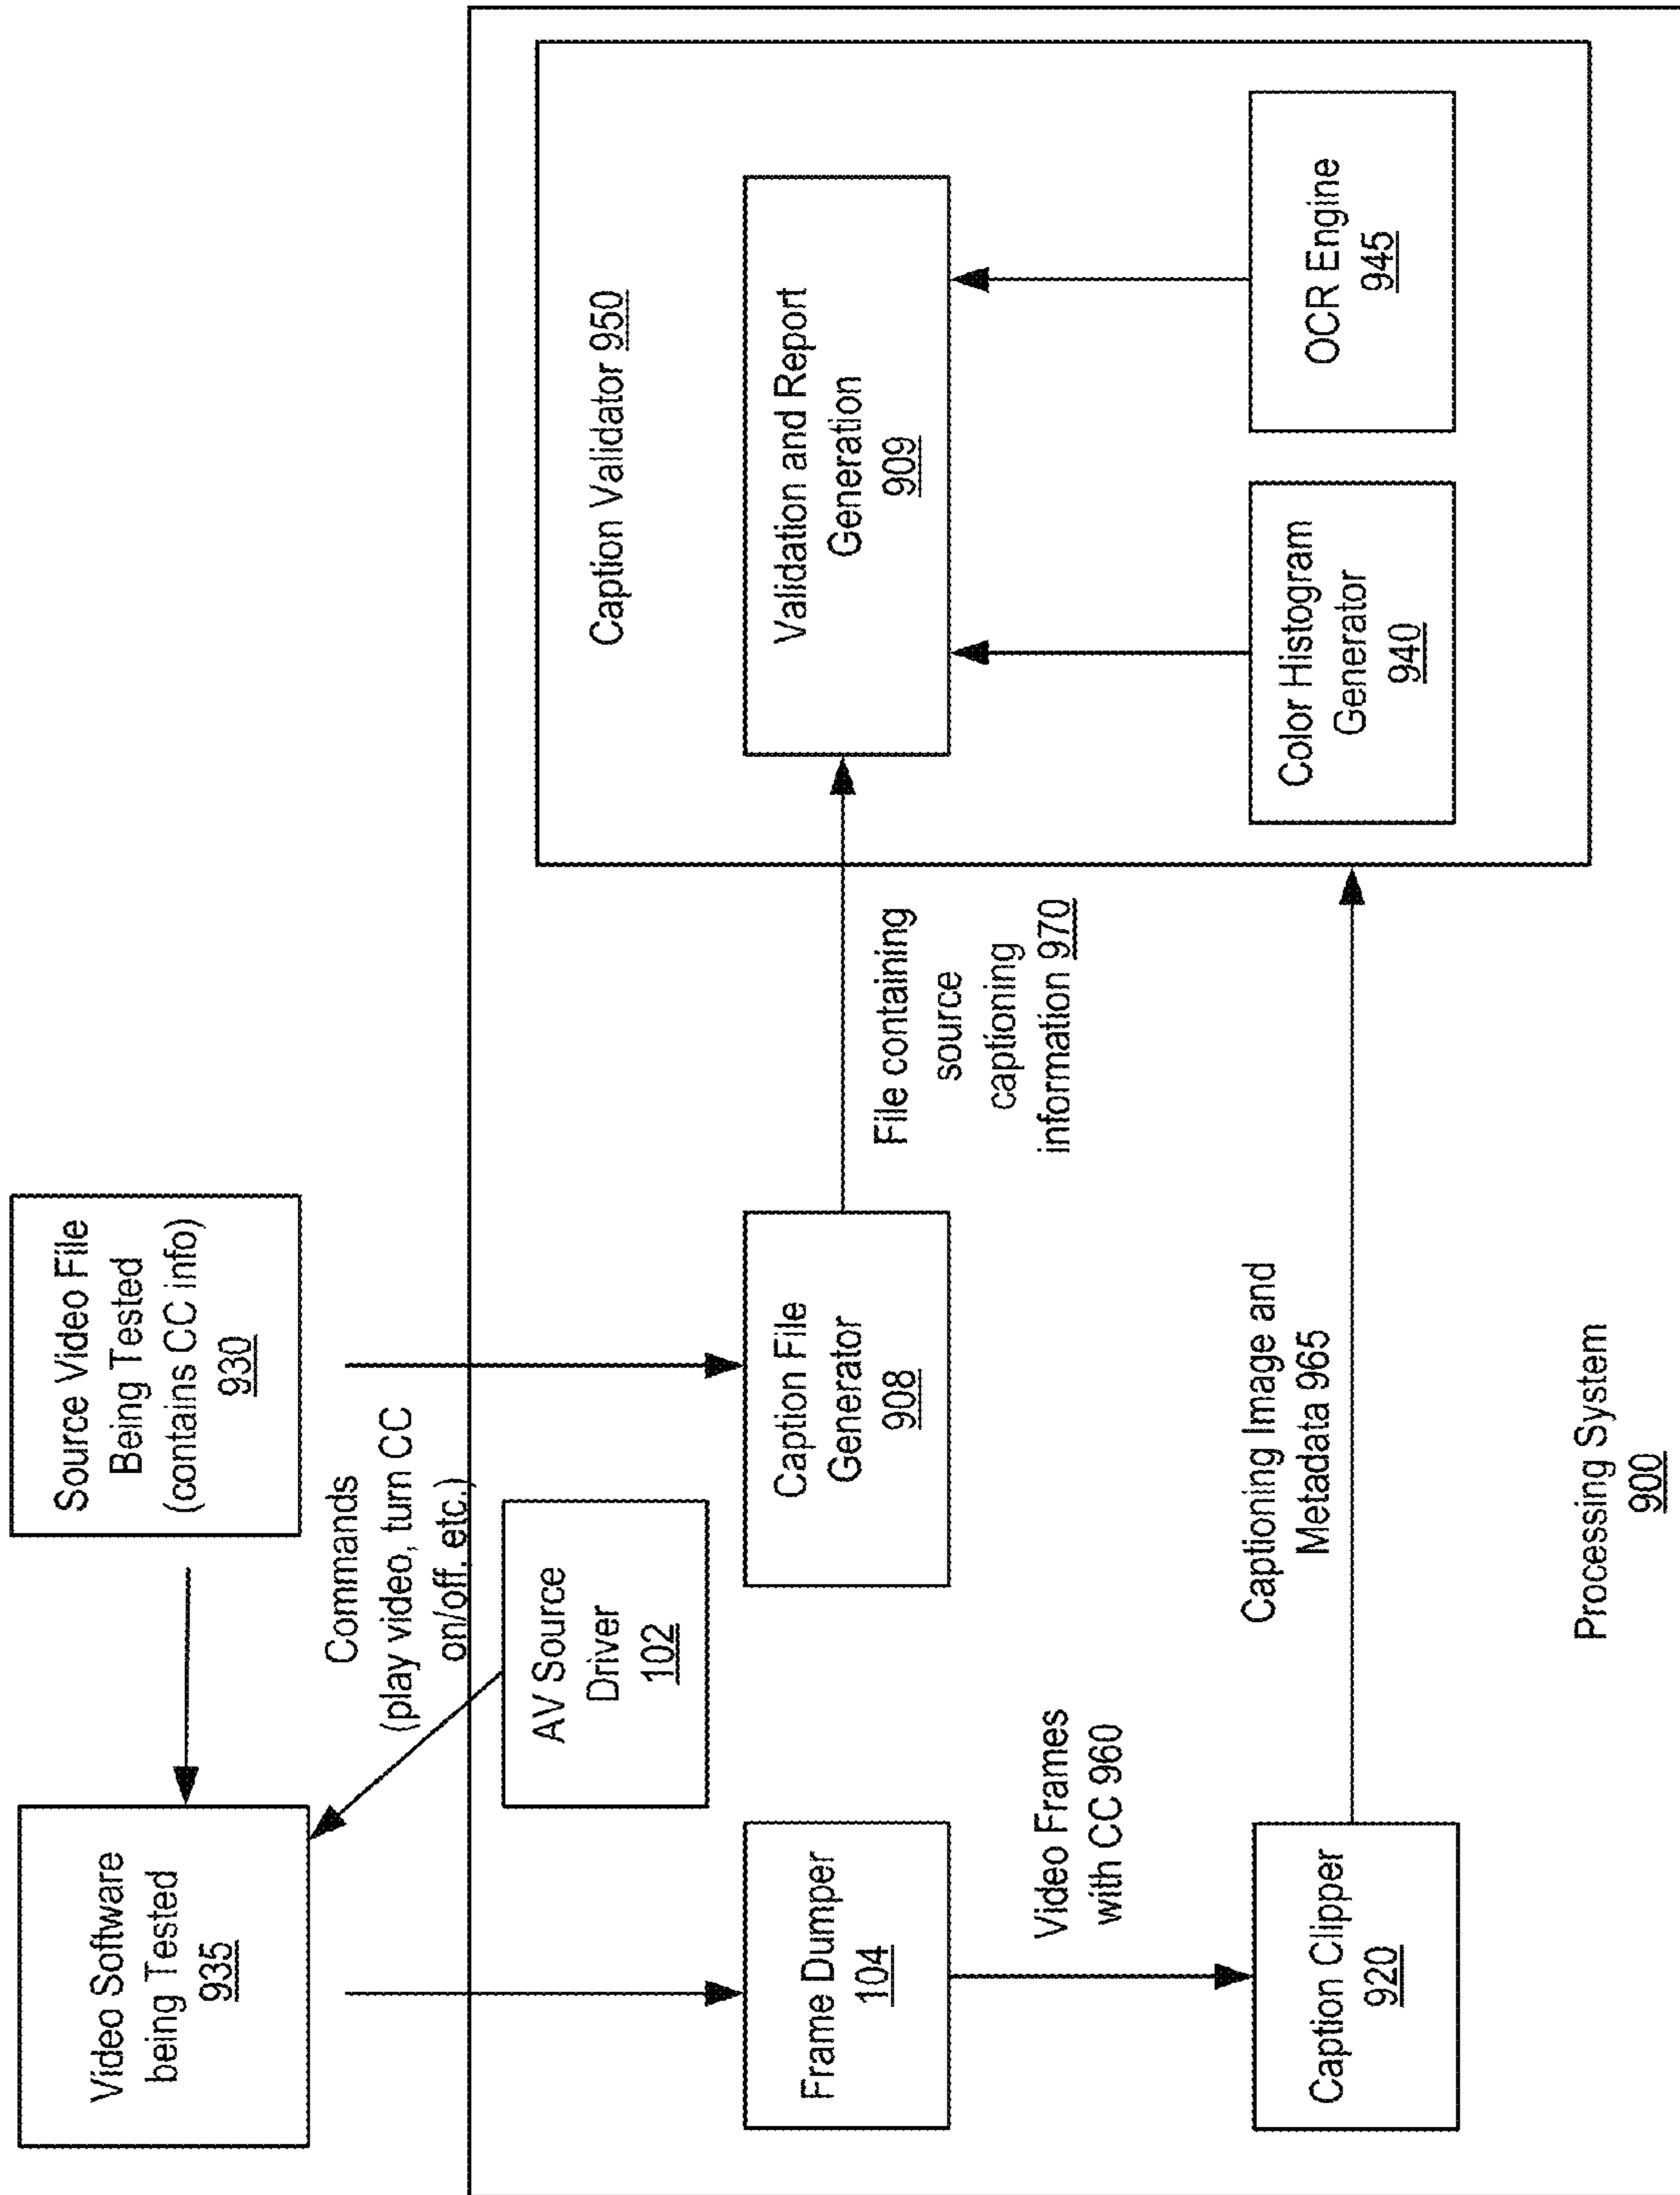 Video Software
being Tested
935
Source Video File
Being Tested
(contains CC info)
930
Commands
(play video, turn CC
on/off, etc.)
AV Source
Driver
102
Frame Dumper
104
Caption File
Generator
908
Video Frames
with CC 960
Caption Clipper
920
File containing
source
captioning
information 970
Captioning Image and
Metadata 965
Caption Validator 950
Validation and Report
Generation
909
Color Histogram
Generator
940
OCR Engine
945
Processing System
900